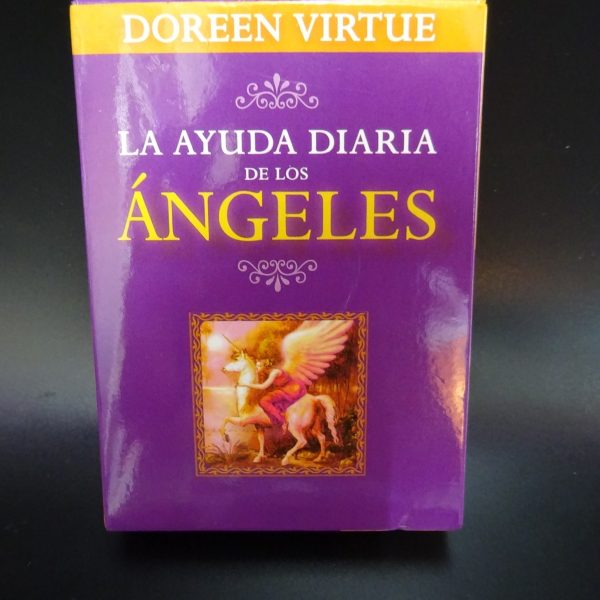 DOREEN VIRTUE
LA AYUDA DIARIA
DE LOS
ÁNGELES